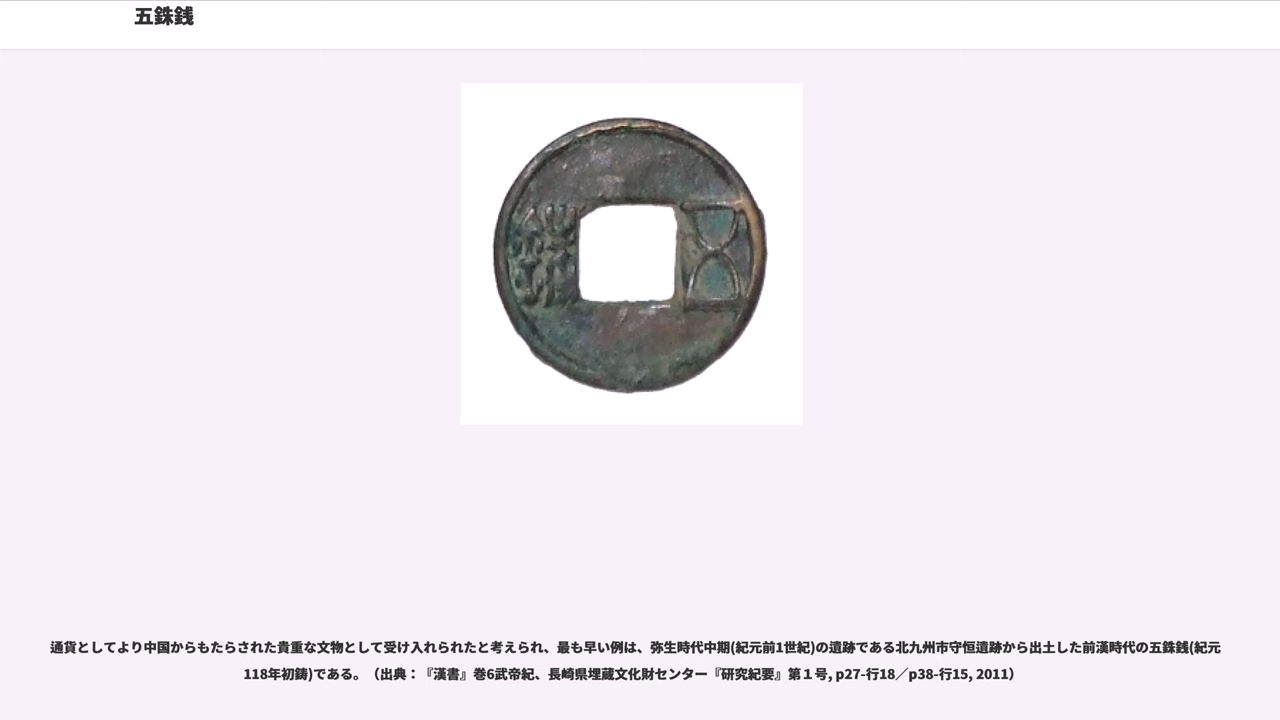 五銖銭
五
銖
通貨としてより中国からもたらされた貴重な文物として受け入れられたと考えられ、最も早い例は、弥生時代中期(紀元前1世紀)の遺跡である北九州市守恒遺跡から出土した前漢時代の五銖銭(紀元
118年初鋳)である。（出典：『漢書』巻6武帝紀、長崎県埋蔵文化財センター『研究紀要』第１号, p27-行18／p38-行15, 2011）